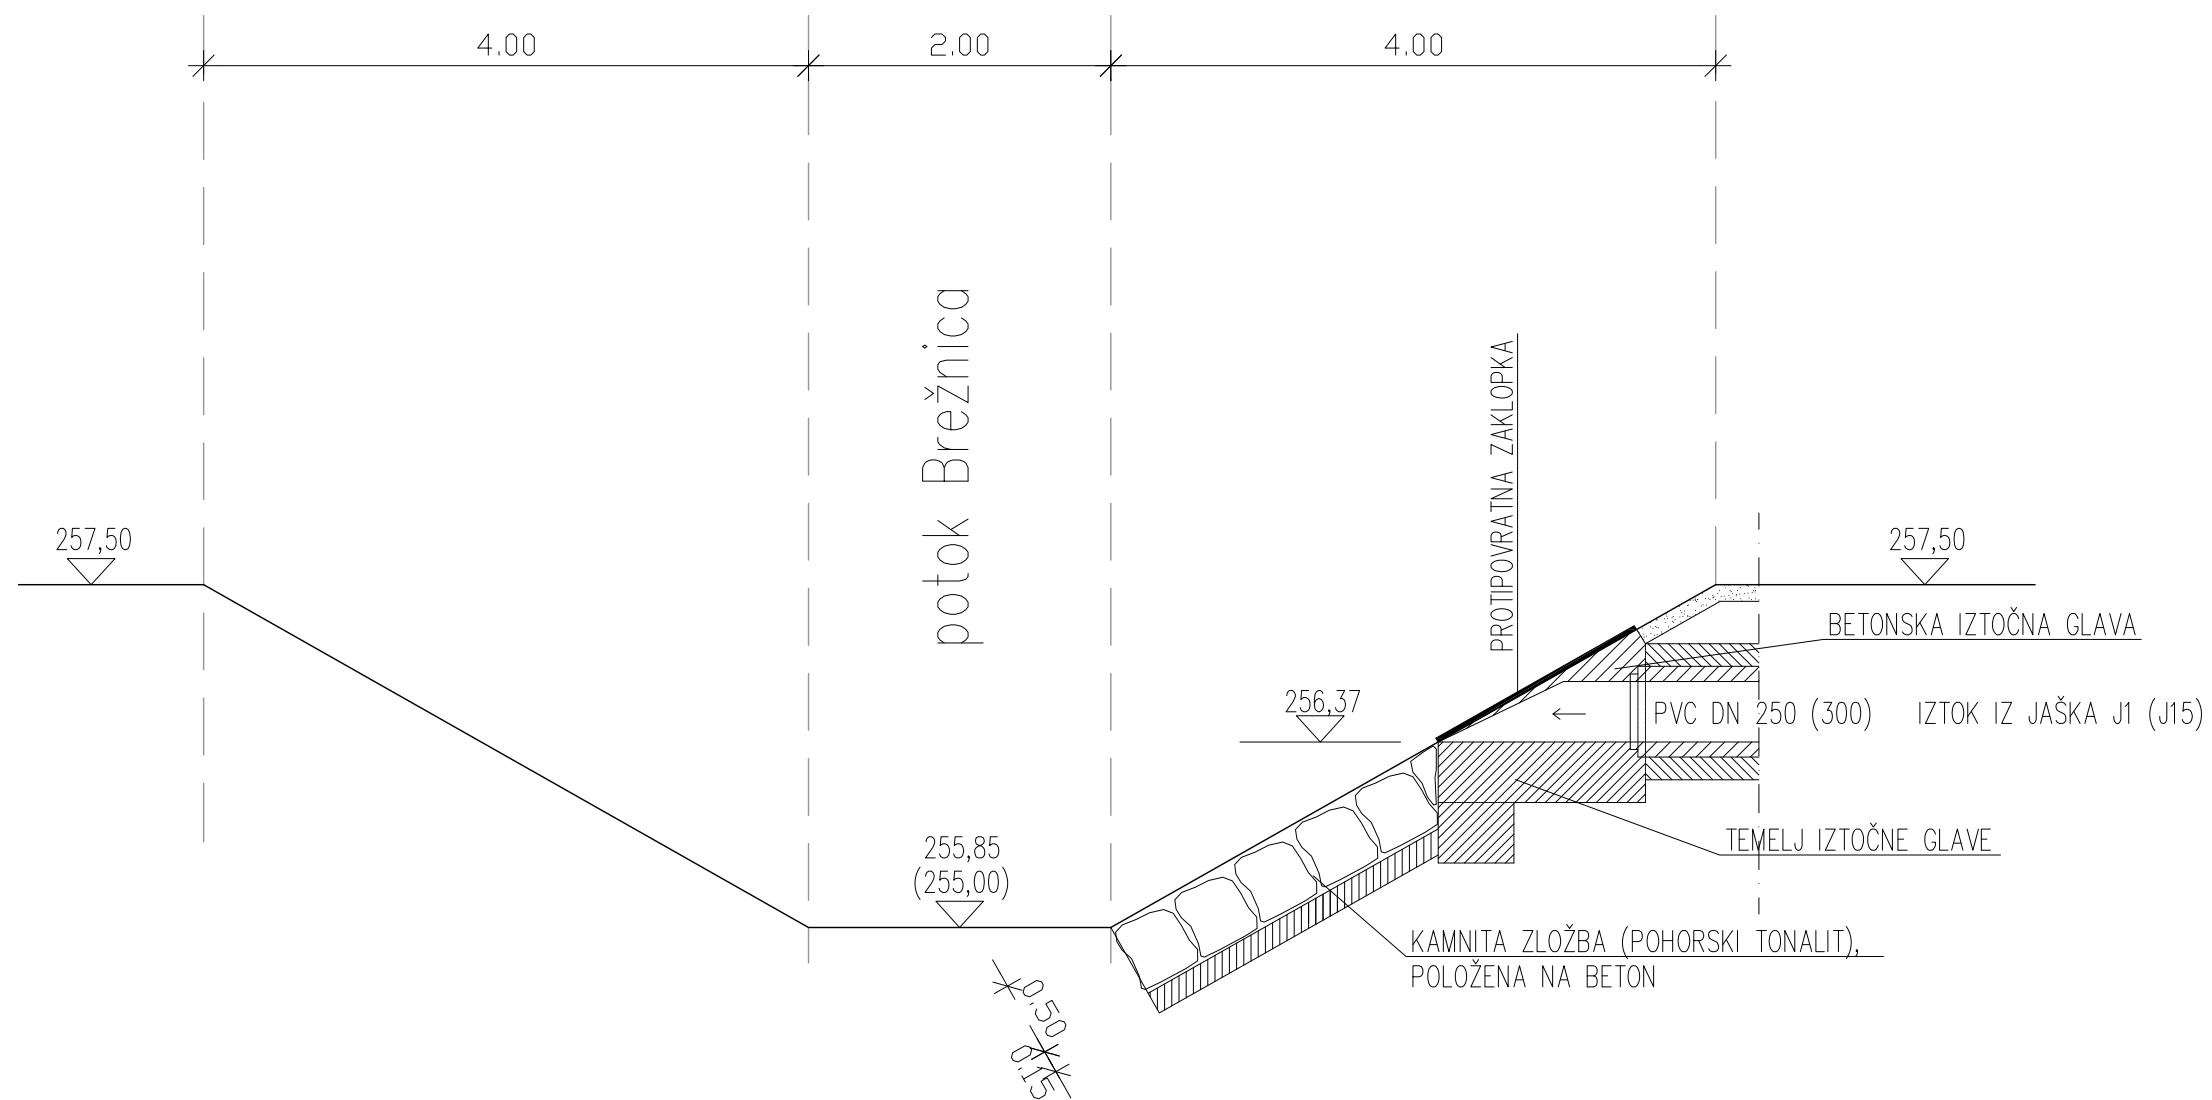 4.00
2.00
4.00
potok Brežnica
PROTIPOVRATNA ZAKLOPKA
257,50
257,50
BETONSKA IZTOČNA GLAVA
256,37
PVC DN 250 (300) IZTOK IZ JAŠKA J1 (J15)
TEMELJ IZTOČNE GLAVE
255,85
(255,00)
KAMNITA ZLOŽBA (POHORSKI TONALIT),
POLOŽENA NA BETON
0,50
0,15